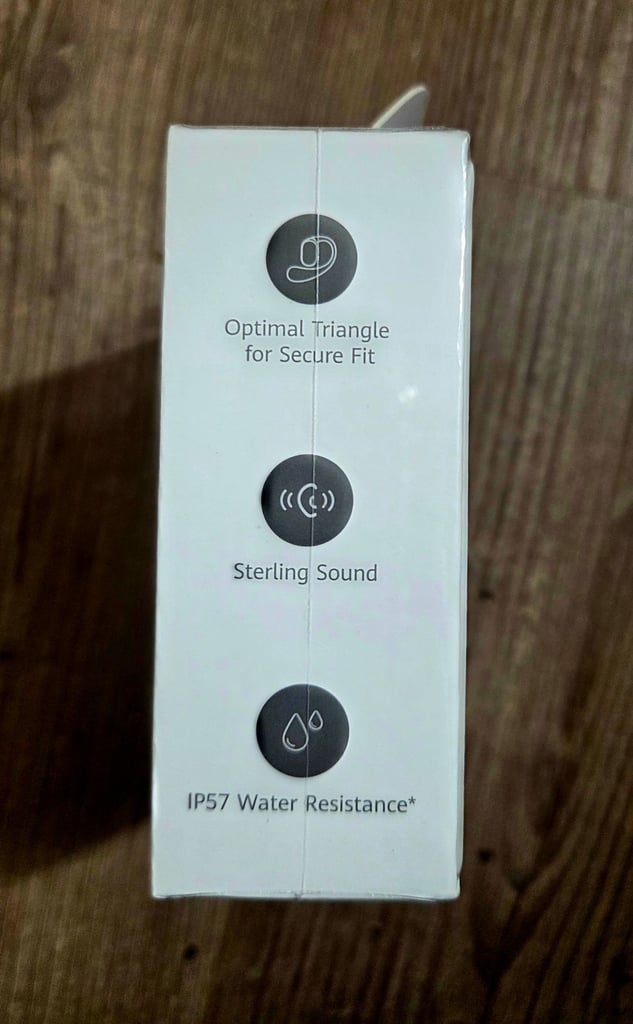 Optimal Triangle
for Secure Fit
Sterling Sound
IP57 Water Resistance*